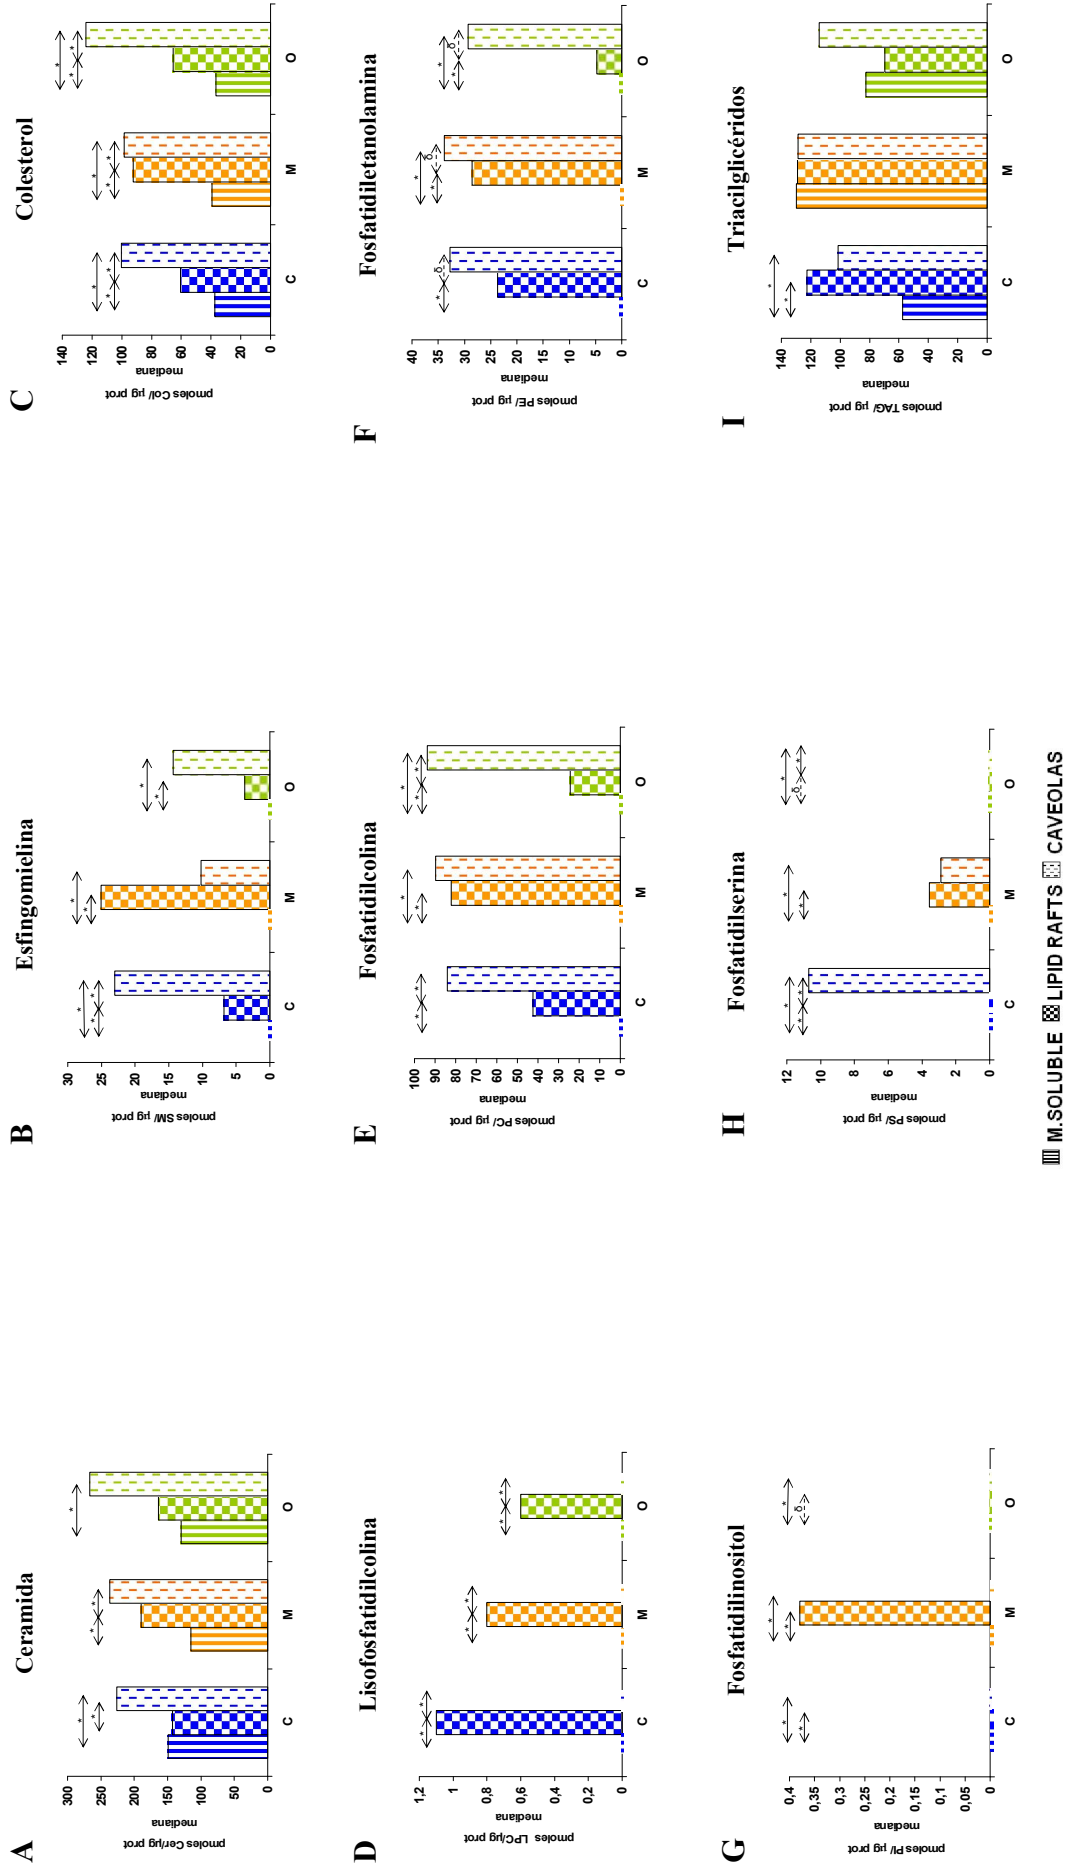 A
Ceramida
pmoles Cer/µg prot
mediana
300
250
200
150
100
50
0
C
M
O
*
*
*
*
*
B
Esfingomielina
pmoles SM/ µg prot
mediana
30
25
20
15
10
5
0
C
M
O
*
*
*
*
*
*
*
C
Colesterol
pmoles Col/ µg prot
mediana
140
120
100
80
60
40
20
0
C
M
O
*
*
*
*
*
*
*
*
*
D
Lisofosfatidilcolina
pmoles LPC/µg prot
mediana
1,2
1
0,8
0,6
0,4
0,2
0
C
M
O
*
*
*
*
*
*
E
Fosfatidilcolina
pmoles PC/ µg prot
mediana
100
90
80
70
60
50
40
30
20
10
0
C
M
O
*
*
*
*
*
*
*
F
Fosfatidiletanolamina
pmoles PE/ µg prot
mediana
40
35
30
25
20
15
10
5
0
C
M
O
*
δ
*
*
δ
*
*
δ
G
Fosfatidilinositol
pmoles PI/ µg prot
mediana
0,4
0,35
0,3
0,25
0,2
0,15
0,1
0,05
0
C
M
O
*
*
*
*
*
δ
H
Fosfatidilserina
pmoles PS/ µg prot
mediana
12
10
8
6
4
2
0
C
M
O
*
*
*
*
*
*
δ
*
I
Triacilglicéridos
pmoles TAG/ µg prot
mediana
140
120
100
80
60
40
20
0
C
M
O
*
*
M.SOLUBLE LIPID RAFTS CAVEOLAS